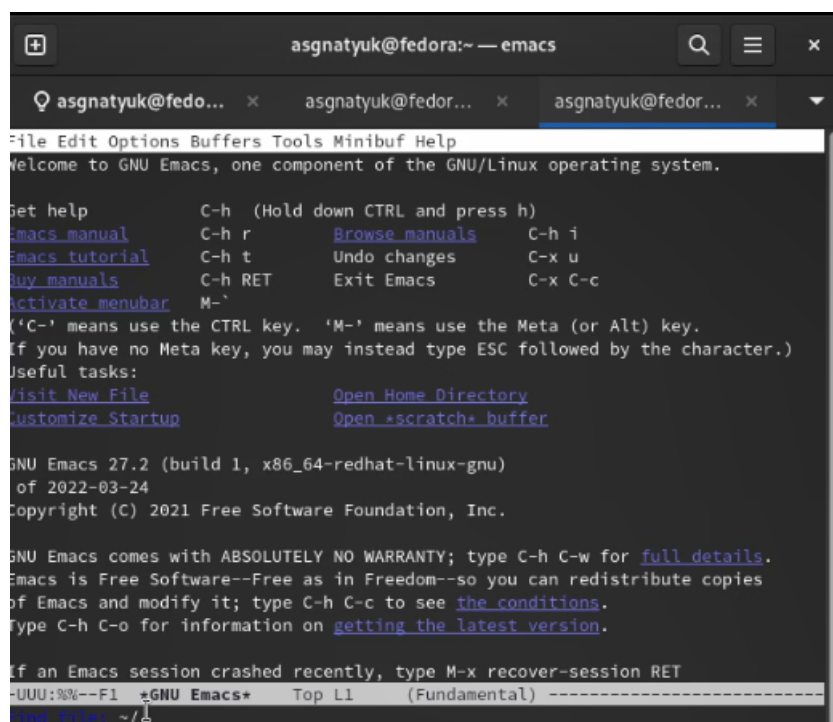 asgnatyuk@fedora:~ — emacs
asgnatyuk@fedo... asgnatyuk@fedor... asgnatyuk@fedor...
File Edit Options Buffers Tools Minibuf Help
Welcome to GNU Emacs, one component of the GNU/Linux operating system.
Get help C-h (Hold down CTRL and press h)
Emacs manual C-h r Browse manuals C-h i
Emacs tutorial C-h t Undo changes C-x u
Buy manuals C-h RET Exit Emacs C-x C-c
Activate menubar M-`
(‘C-’ means use the CTRL key. ‘M-’ means use the Meta (or Alt) key.
If you have no Meta key, you may instead type ESC followed by the character.)
Useful tasks:
Visit New File Open Home Directory
Customize Startup Open *scratch* buffer
GNU Emacs 27.2 (build 1, x86_64-redhat-linux-gnu)
of 2022-03-24
Copyright (C) 2021 Free Software Foundation, Inc.
GNU Emacs comes with ABSOLUTELY NO WARRANTY; type C-h C-w for full details.
Emacs is Free Software--Free as in Freedom--so you can redistribute copies
of Emacs and modify it; type C-h C-c to see the conditions.
Type C-h C-o for information on getting the latest version.
If an Emacs session crashed recently, type M-x recover-session RET
-UUU:%%--F1 *GNU Emacs* Top L1 (Fundamental) --------------------------
Find file: ~/